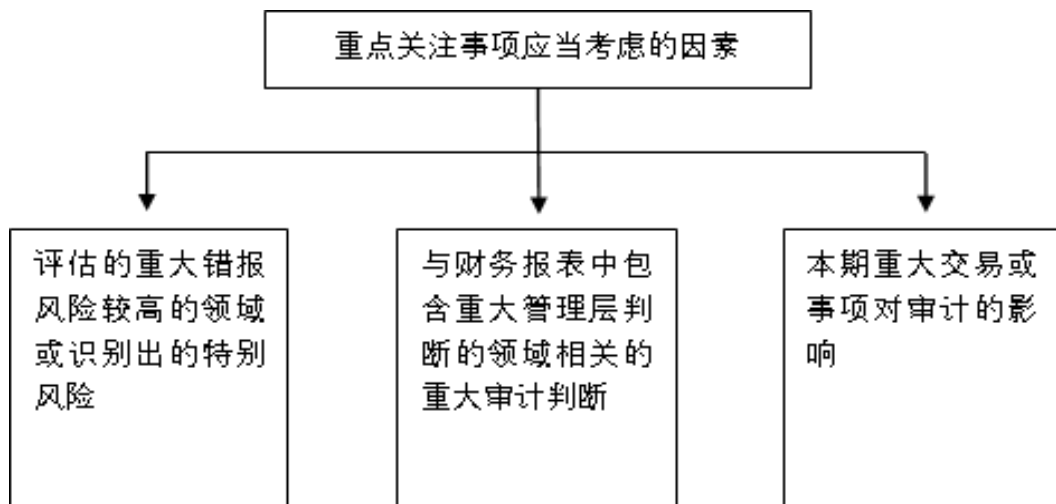 重点关注事项应当考虑的因素
评估的重大错报
风险较高的领域
或识别出的特别
风险
与财务报表中包
含重大管理层判
断的领域相关的
重大审计判断
本期重大交易或
事项对审计的影
响